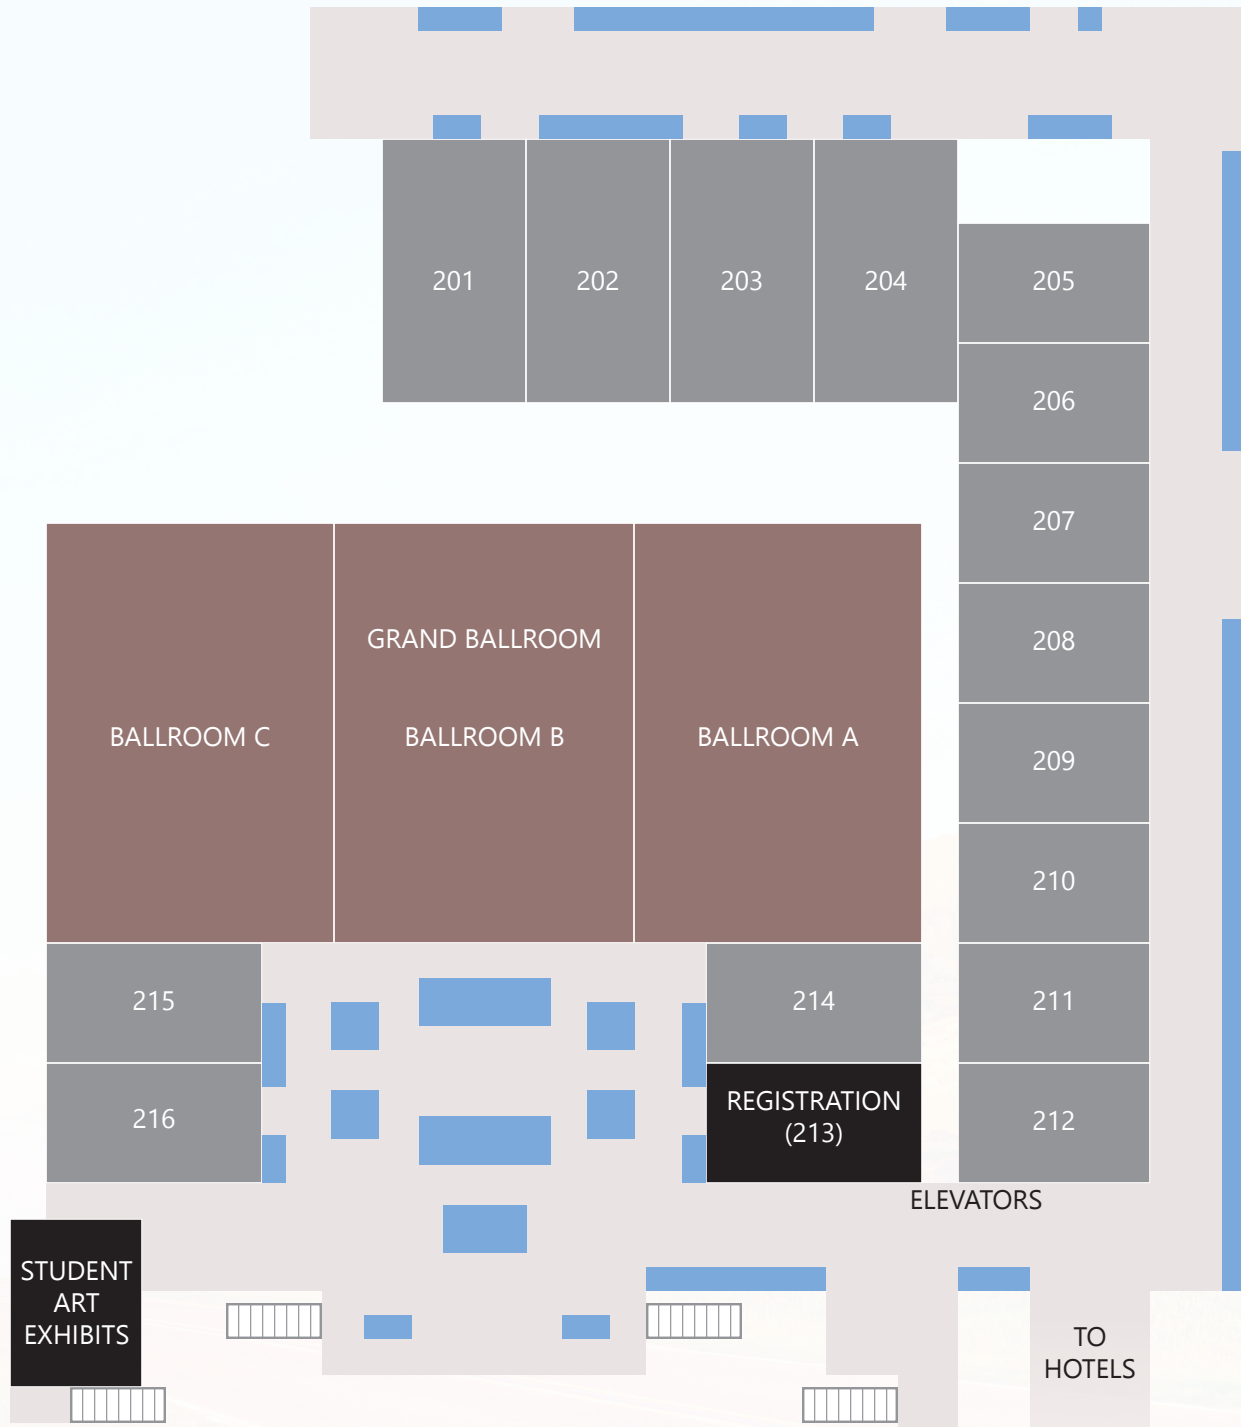 201
202
203
204
205
206
207
208
209
210
211
212
GRAND BALLROOM
BALLROOM C
BALLROOM B
BALLROOM A
215
214
216
REGISTRATION
(213)
ELEVATORS
STUDENT
ART
EXHIBITS
TO
HOTELS